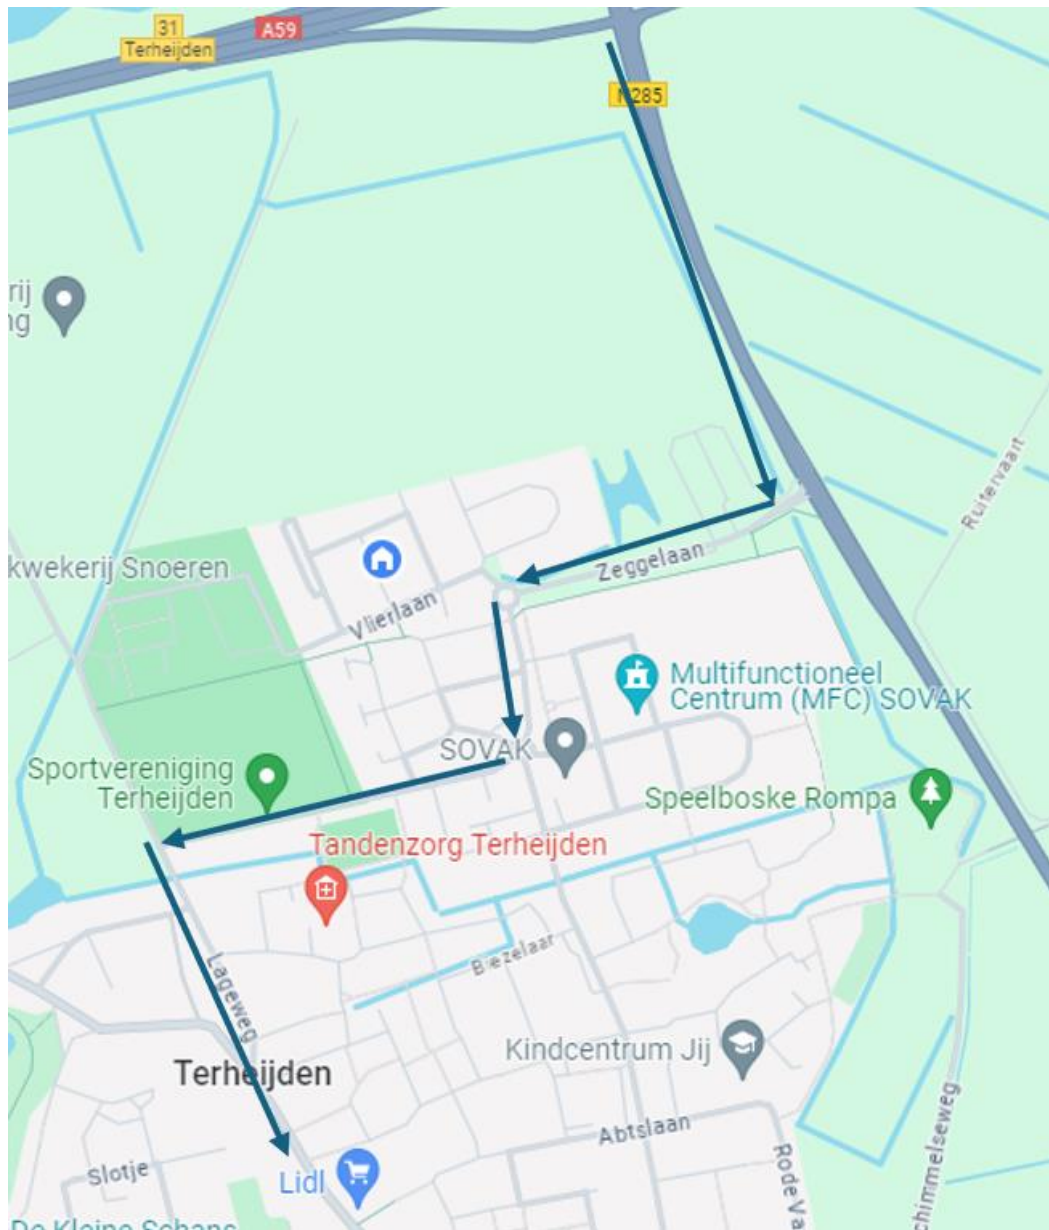 31
Terheijden
A59
N285
rij
ng
Ruitervaart
kwekerij Snoeren
Zeggelaan
Vlierlaan
Multifunctioneel
Centrum (MFC) SOVAK
SOVAK
Sportvereniging
Terheijden
Speelboske Rompa
Tandenzorg Terheijden
Biezelaar
Lageweg
Kindcentrum Jij
Terheijden
Abtslaan
Slotje
Lidl
Rode Va
chimmelseweg
De Kleine Schans